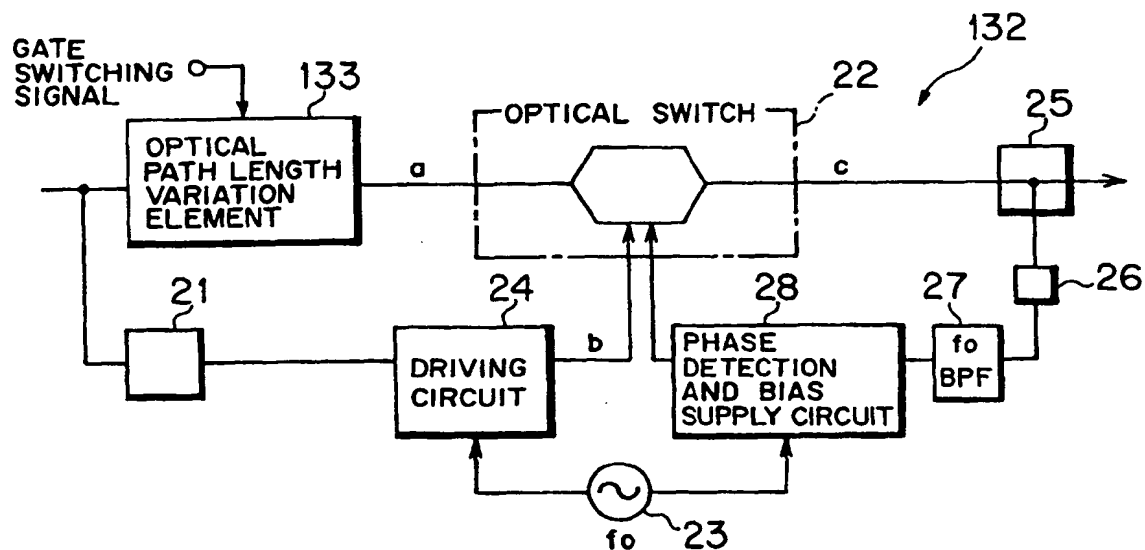 132
GATE
SWITCHING
SIGNAL
133
22
25
OPTICAL SWITCH
OPTICAL
PATH LENGTH
VARIATION
ELEMENT
a
c
21
24
28
27
26
b
DRIVING
CIRCUIT
PHASE
DETECTION
AND BIAS
SUPPLY CIRCUIT
fo
BPF
23
fo